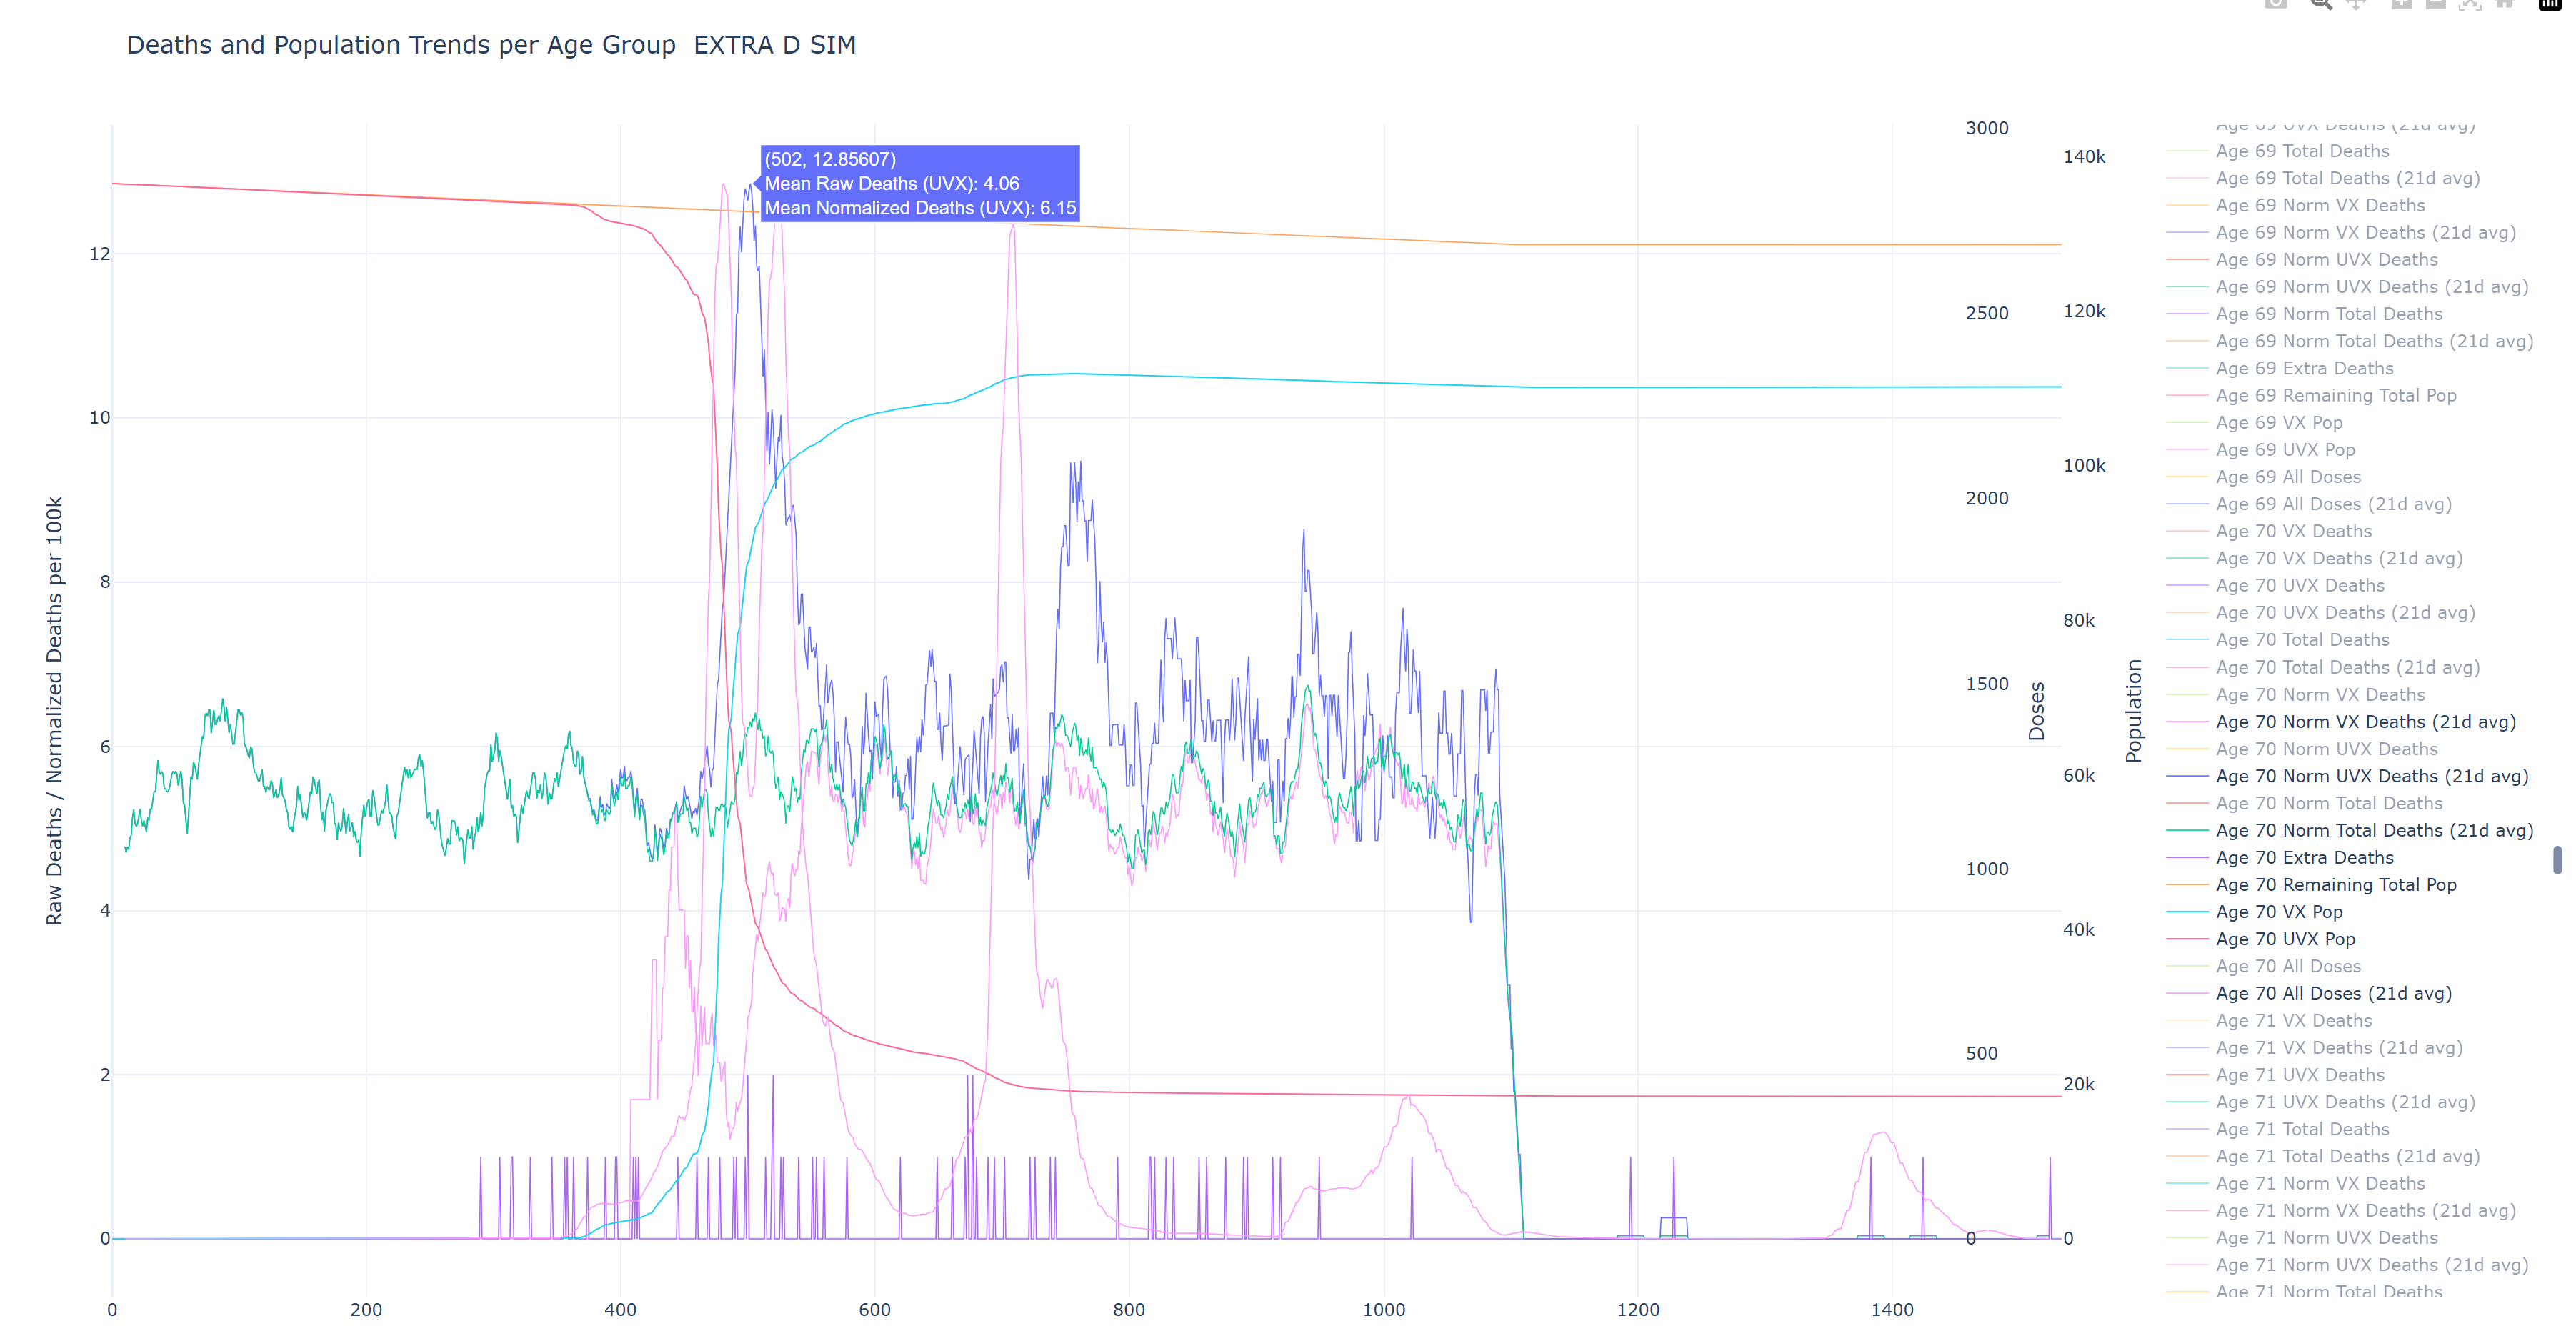 Deaths and Population Trends per Age Group  EXTRA D SIM
(502, 12.85607)
Mean Raw Deaths (UVX): 4.06
Mean Normalized Deaths (UVX): 6.15
Raw Deaths / Normalized Deaths per 100k
12
10
8
6
4
2
0
0
200
400
600
800
1000
1200
1400
3000
2500
2000
1500
1000
500
0
Doses
140k
120k
100k
80k
60k
40k
20k
0
Population
Age 69 UVX Deaths (21d avg)
Age 69 Total Deaths
Age 69 Total Deaths (21d avg)
Age 69 Norm VX Deaths
Age 69 Norm VX Deaths (21d avg)
Age 69 Norm UVX Deaths
Age 69 Norm UVX Deaths (21d avg)
Age 69 Norm Total Deaths
Age 69 Norm Total Deaths (21d avg)
Age 69 Extra Deaths
Age 69 Remaining Total Pop
Age 69 VX Pop
Age 69 UVX Pop
Age 69 All Doses
Age 69 All Doses (21d avg)
Age 70 VX Deaths
Age 70 VX Deaths (21d avg)
Age 70 UVX Deaths
Age 70 UVX Deaths (21d avg)
Age 70 Total Deaths
Age 70 Total Deaths (21d avg)
Age 70 Norm VX Deaths
Age 70 Norm VX Deaths (21d avg)
Age 70 Norm UVX Deaths
Age 70 Norm UVX Deaths (21d avg)
Age 70 Norm Total Deaths
Age 70 Norm Total Deaths (21d avg)
Age 70 Extra Deaths
Age 70 Remaining Total Pop
Age 70 VX Pop
Age 70 UVX Pop
Age 70 All Doses
Age 70 All Doses (21d avg)
Age 71 VX Deaths
Age 71 VX Deaths (21d avg)
Age 71 UVX Deaths
Age 71 UVX Deaths (21d avg)
Age 71 Total Deaths
Age 71 Total Deaths (21d avg)
Age 71 Norm VX Deaths
Age 71 Norm VX Deaths (21d avg)
Age 71 Norm UVX Deaths
Age 71 Norm UVX Deaths (21d avg)
Age 71 Norm Total Deaths